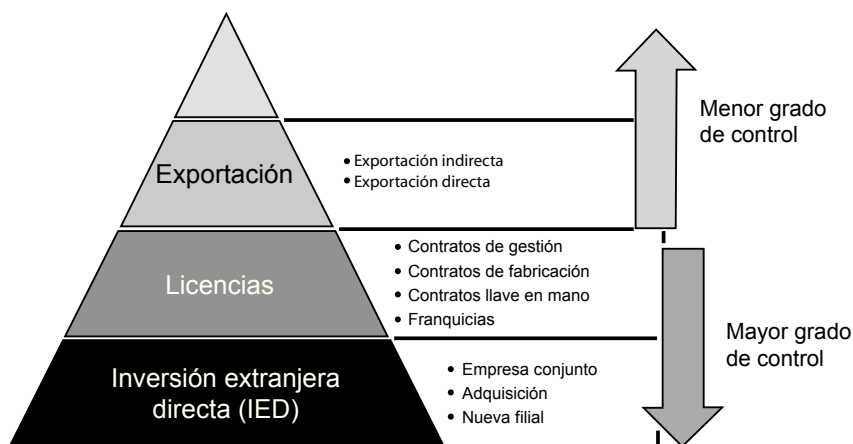 Menor grado
de control
Exportación
• Exportación indirecta
• Exportación directa
Licencias
• Contratos de gestión
• Contratos de fabricación
• Contratos llave en mano
• Franquicias
Mayor grado
de control
Inversión extranjera
directa (IED)
• Empresa conjunto
• Adquisición
• Nueva filial